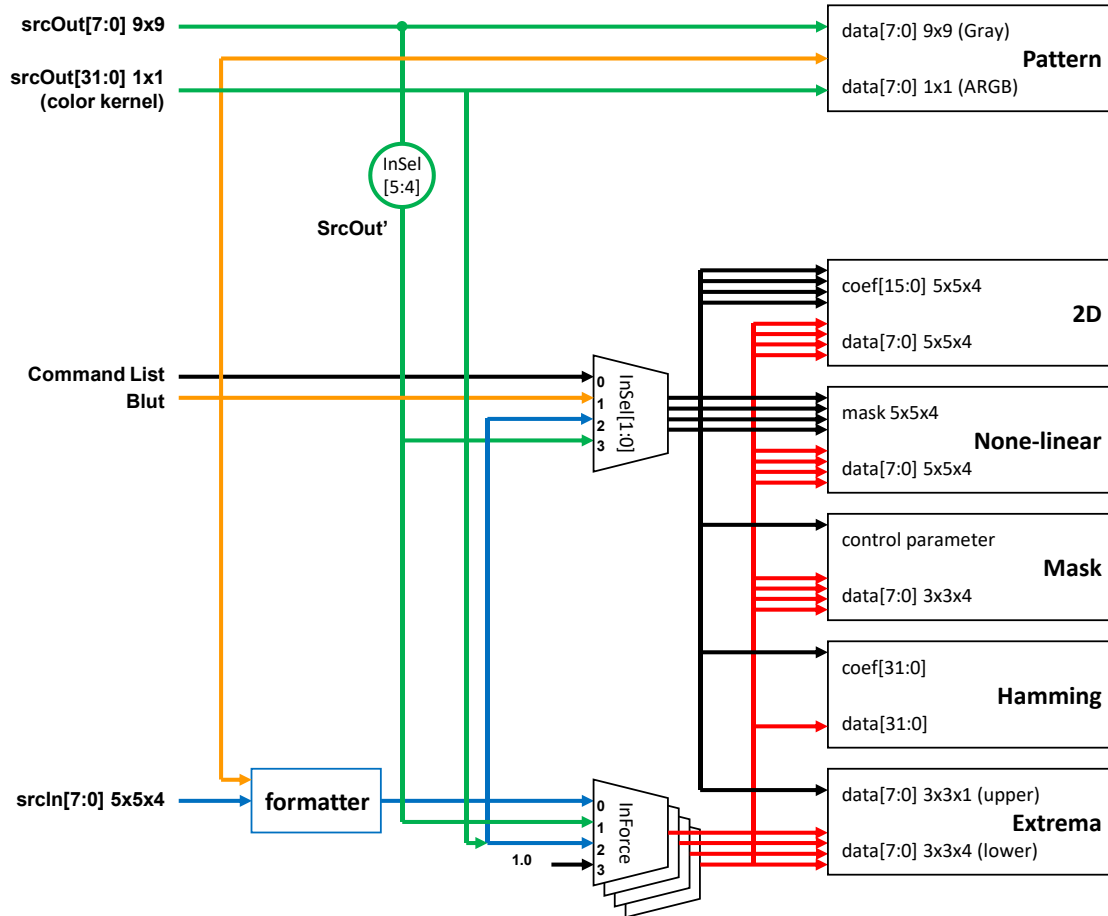 srcOut[7:0] 9x9
srcOut[31:0] 1x1
(color kernel)
data[7:0] 9x9 (Gray)
Pattern
data[7:0] 1x1 (ARGB)
InSel
[5:4]
SrcOut’
coef[15:0] 5x5x4
2D
data[7:0] 5x5x4
Command List
Blut
0
1
2
3
InSel[1:0]
mask 5x5x4
None-linear
data[7:0] 5x5x4
control parameter
Mask
data[7:0] 3x3x4
coef[31:0]
Hamming
data[31:0]
srcIn[7:0] 5x5x4
formatter
0
1
2
3
InForce
1.0
data[7:0] 3x3x1 (upper)
Extrema
data[7:0] 3x3x4 (lower)